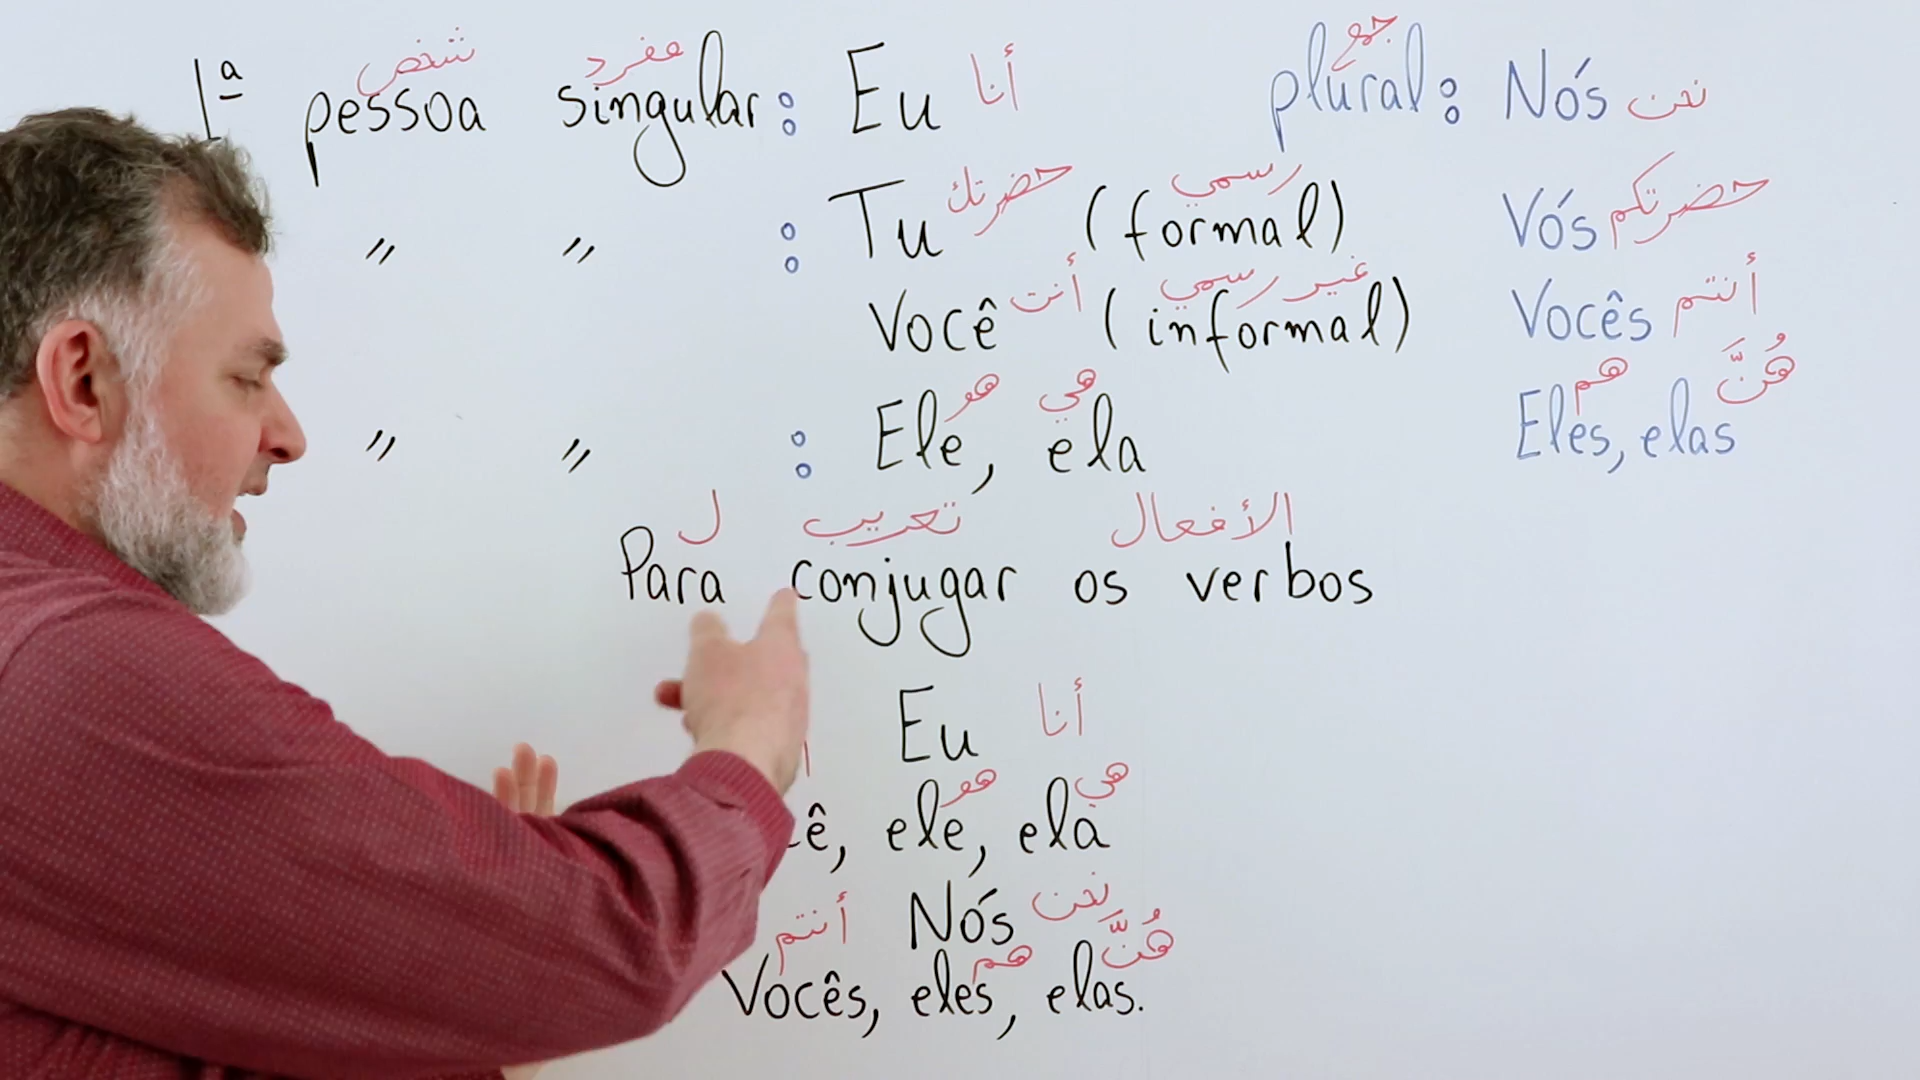 شخص مفرد أنا جمع
1ª pessoa singular: Eu plural: Nós نحن
حضرتك رسمي حضرتكم
" " : Tu (formal) Vós
أنت غير رسمي أنتم
Você (informal) Vocês
هو هي هم هُنَّ
" " : Ele, ela Eles, elas
ل تعريب الأفعال
Para conjugar os verbos
Eu أنا
هو هي
ê, ele, ela
أنتم Nós نحن
هم هُنَّ
Vocês, eles, elas.